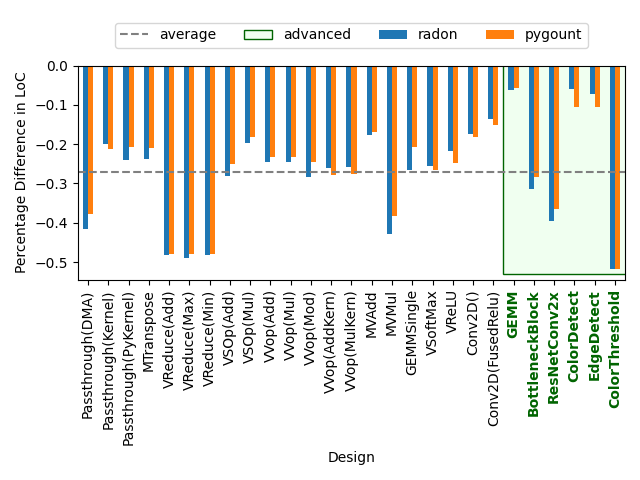 average advanced radon pygount
Percentage Difference in LoC
0.0
−0.1
−0.2
−0.3
−0.4
−0.5
Passthrough(DMA)
Passthrough(Kernel)
Passthrough(PyKernel)
MTranspose
VReduce(Add)
VReduce(Max)
VReduce(Min)
VSOp(Add)
VSOp(Mul)
VVop(Add)
VVop(Mul)
VVop(Mod)
VVop(AddKern)
VVop(MulKern)
MVAdd
MVMul
GEMMSingle
VSoftMax
VReLU
Conv2D()
Conv2D(FusedRelu)
GEMM
BottleneckBlock
ResNetConv2x
ColorDetect
EdgeDetect
ColorThreshold
Design